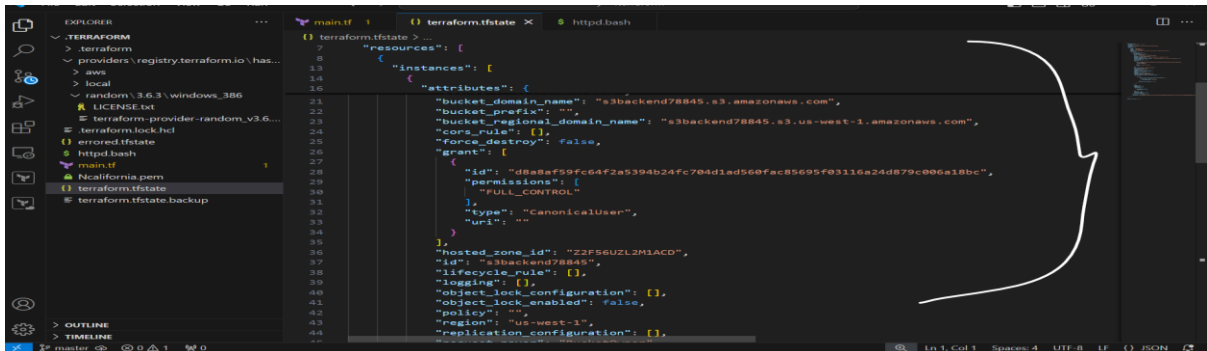 EXPLORER
main.tf 1
terraform.tfstate
httpd.bash
.TERRAFORM
.terraform
providers\registry.terraform.io\has...
aws
local
random\3.6.3\windows_386
LICENSE.txt
terraform-provider-random_v3.6....
.terraform.lock.hcl
errored.tfstate
httpd.bash
main.tf 1
Ncalifornia.pem
terraform.tfstate
terraform.tfstate.backup
OUTLINE
TIMELINE
{} terraform.tfstate > ...
7 "resources": [
8 {
13 "instances": [
14 {
16 "attributes": {
21 "bucket_domain_name": "s3backend78845.s3.amazonaws.com",
22 "bucket_prefix": "",
23 "bucket_regional_domain_name": "s3backend78845.s3.us-west-1.amazonaws.com",
24 "cors_rule": [],
25 "force_destroy": false,
26 "grant": [
27 {
28 "id": "d8a8af59fc64f2a5394b24fc704d1ad560fac85695f03116a24d879c006a18bc",
29 "permissions": [
30 "FULL_CONTROL"
31 ],
32 "type": "CanonicalUser",
33 "uri": ""
34 }
35 ],
36 "hosted_zone_id": "Z2F56UZL2M1ACD",
37 "id": "s3backend78845",
38 "lifecycle_rule": [],
39 "logging": [],
40 "object_lock_configuration": [],
41 "object_lock_enabled": false,
42 "policy": "",
43 "region": "us-west-1",
44 "replication_configuration": [],
master 0 1 0 Ln 1, Col 1 Spaces: 4 UTF-8 LF {} JSON